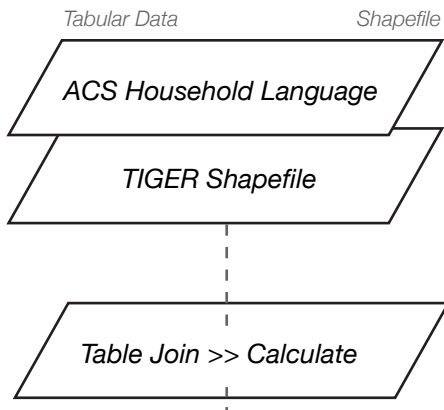 Tabular Data Shapefile
ACS Household Language
TIGER Shapefile
Table Join >> Calculate